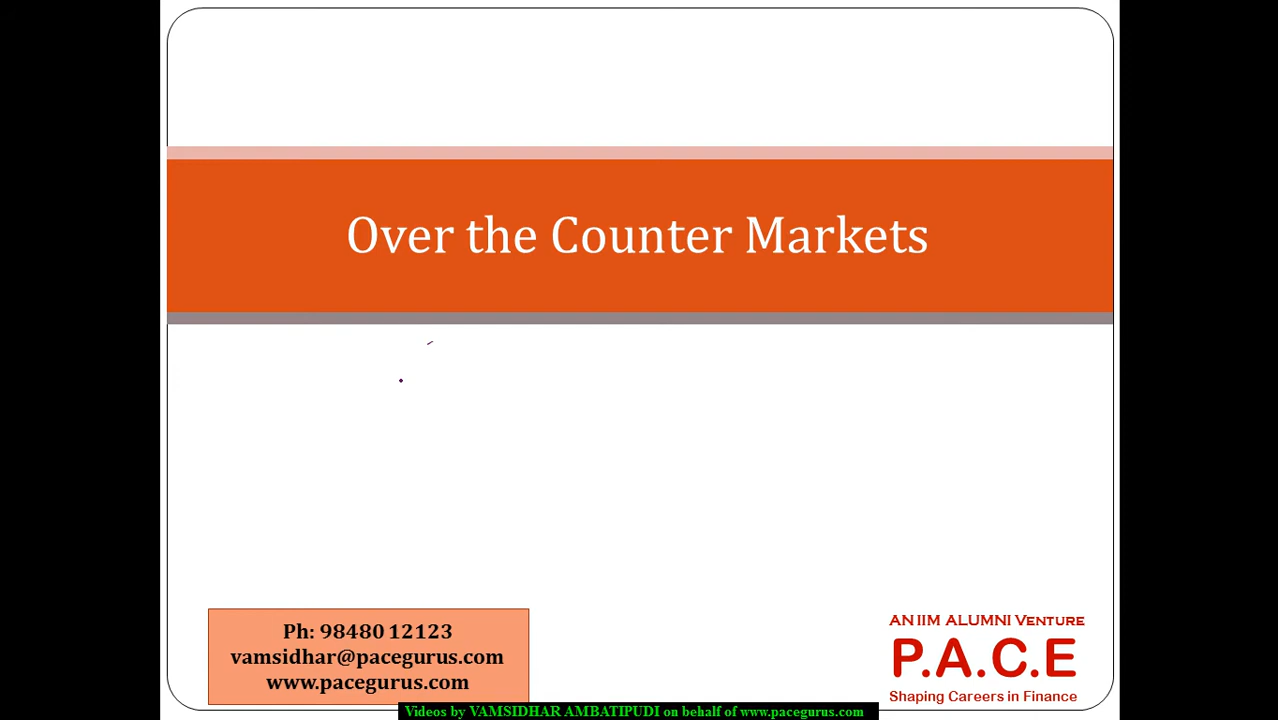 Over the Counter Markets
Ph: 98480 12123
vamsidhar@pacegurus.com
www.pacegurus.com
AN IIM ALUMNI VENTURE
P.A.C.E
Shaping Careers in Finance
Videos by VAMSIDHAR AMBATIPUDI on behalf of www.pacegurus.com